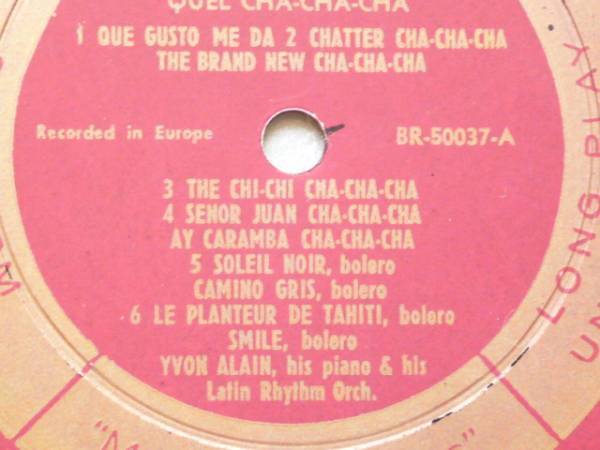 QUEL CHA-CHA-CHA
1 QUE GUSTO ME DA 2 CHATTER CHA-CHA-CHA
THE BRAND NEW CHA-CHA-CHA
Recorded in Europe
BR-50037-A
3 THE CHI-CHI CHA-CHA-CHA
4 SENOR JUAN CHA-CHA-CHA
AY CARAMBA CHA-CHA-CHA
5 SOLEIL NOIR, bolero
CAMINO GRIS, bolero
6 LE PLANTEUR DE TAHITI, bolero
SMILE, bolero
YVON ALAIN, his piano & his
Latin Rhythm Orch.
LONG PLAY